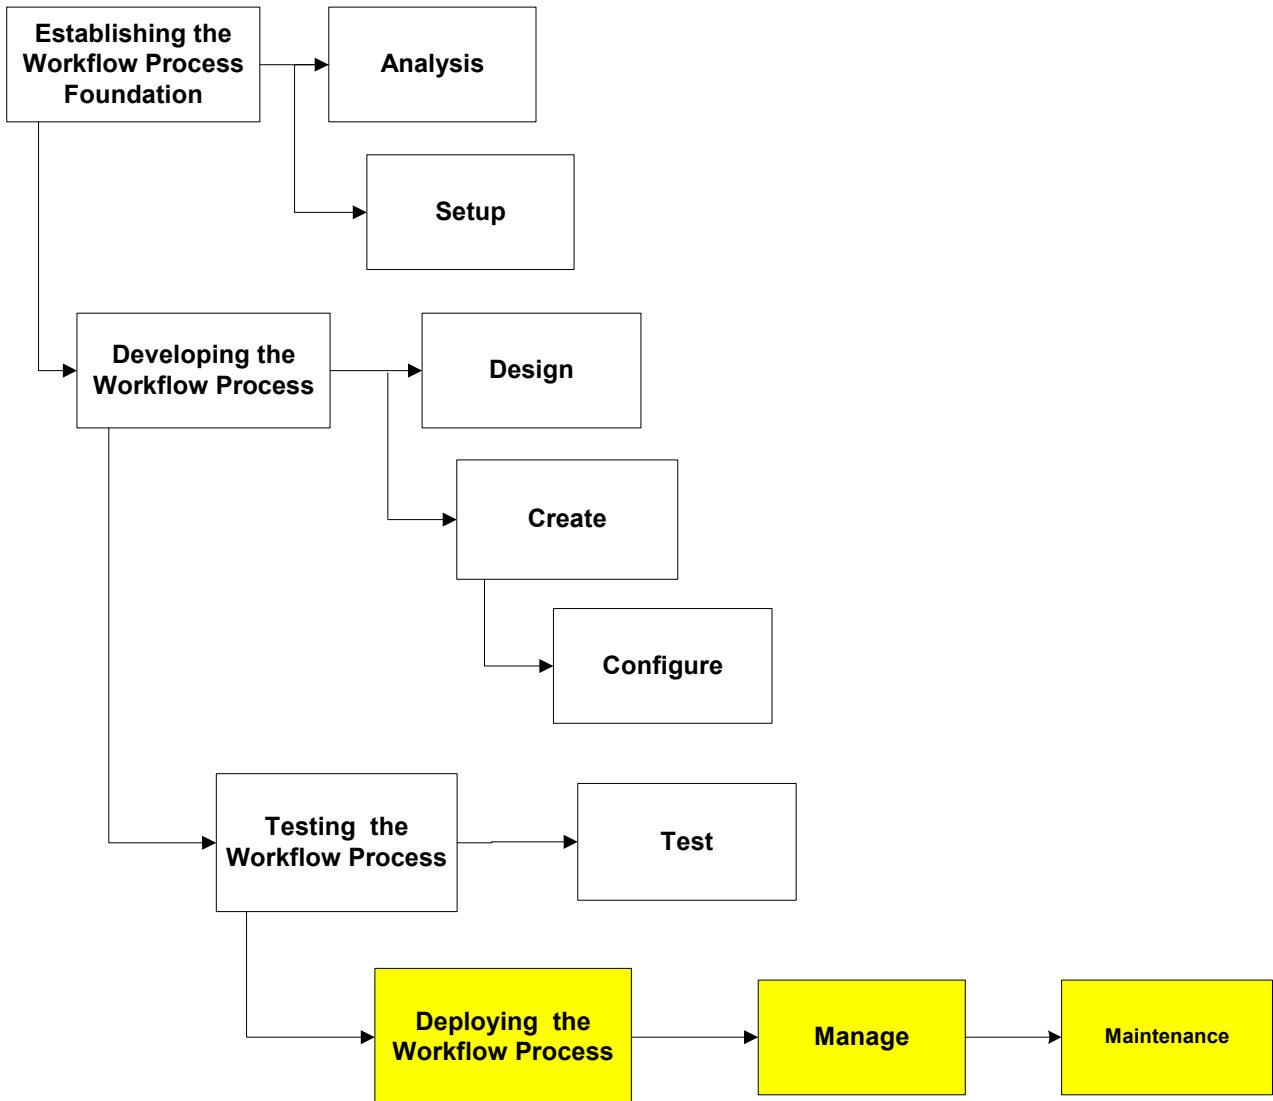 Establishing the
Workflow Process
Foundation
Analysis
Setup
Developing the
Workflow Process
Design
Create
Configure
Testing  the
Workflow Process
Test
Deploying  the
Workflow Process
Manage
Maintenance